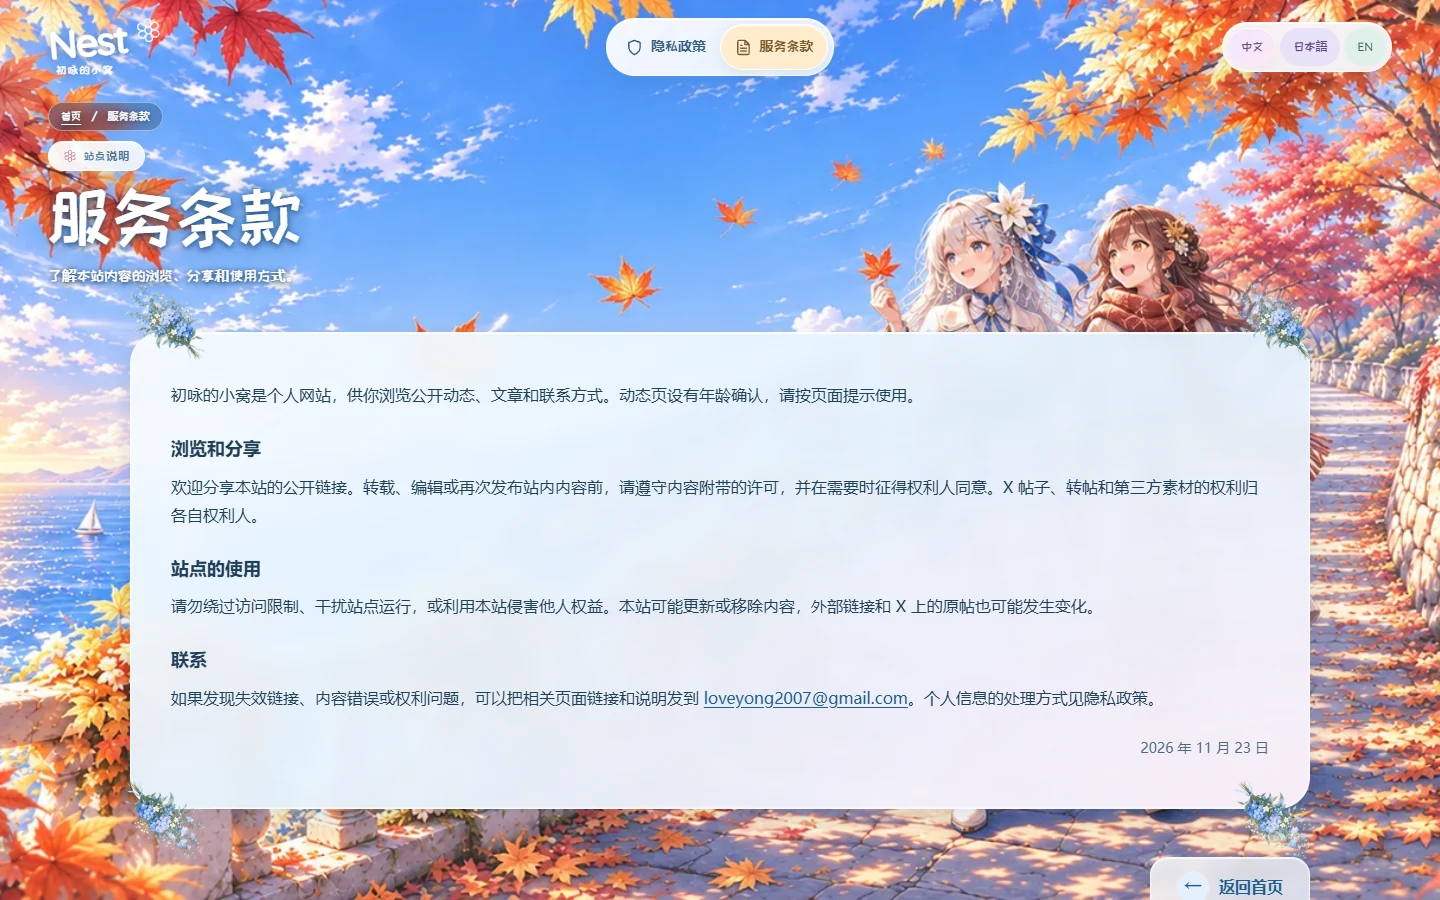 Nest
初咏的小窝
隐私政策
服务条款
中文
日本語
EN
首页 / 服务条款
站点说明
服务条款
了解本站内容的浏览、分享和使用方式。
初咏的小窝是个人网站，供你浏览公开动态、文章和联系方式。动态页设有年龄确认，请按页面提示使用。
浏览和分享
欢迎分享本站的公开链接。转载、编辑或再次发布站内内容前，请遵守内容附带的许可，并在需要时征得权利人同意。X 帖子、转帖和第三方素材的权利归
各自权利人。
站点的使用
请勿绕过访问限制、干扰站点运行，或利用本站侵害他人权益。本站可能更新或移除内容，外部链接和 X 上的原帖也可能发生变化。
联系
如果发现失效链接、内容错误或权利问题，可以把相关页面链接和说明发到 loveyong2007@gmail.com。个人信息的处理方式见隐私政策。
2026 年 11 月 23 日
← 返回首页